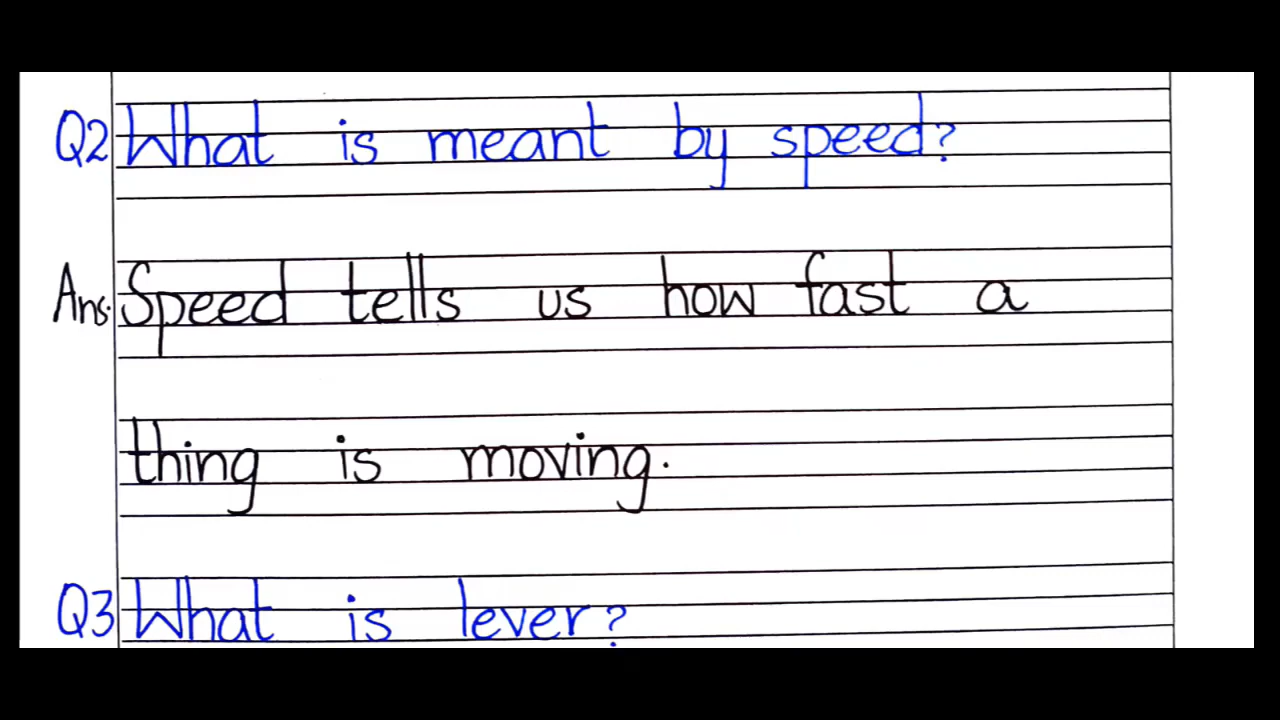 Q2 What is meant by speed?
Ans. Speed tells us how fast a
thing is moving.
Q3 What is lever?